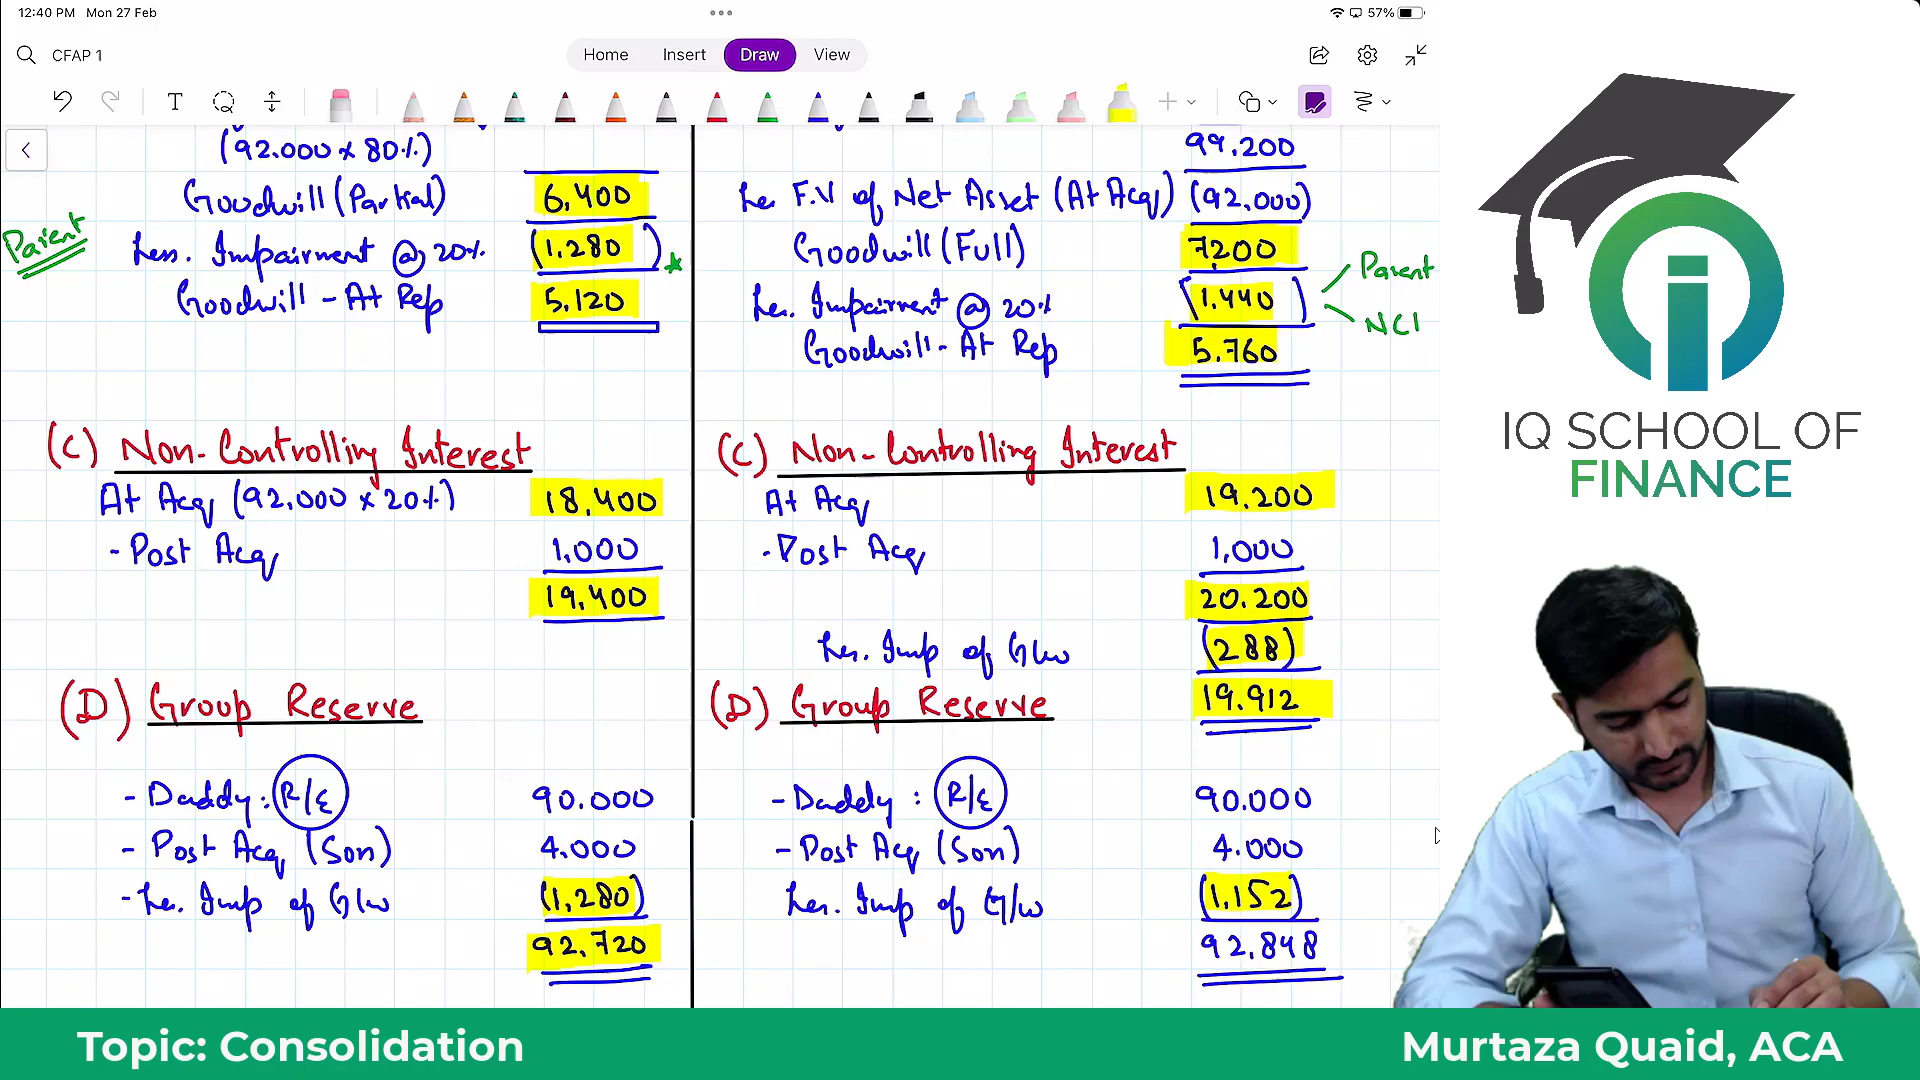 12:40 PM Mon 27 Feb
57%
CFAP 1
Home Insert Draw View
(92.000 x 80%)
Goodwill (Partial) 6,400
Parent
Less. Impairment @ 20% (1,280) *
Goodwill - At Rep 5,120
99.200
Les F.V of Net Asset (At Acq) (92.000)
Goodwill (Full) 7200
Les. Impairment @ 20% (1.440)
Parent
NCI
Goodwill - At Rep 5.760
(C) Non-Controlling Interest
At Acq (92,000 x 20%) 18,400
- Post Acq 1,000
19,400
(C) Non-Controlling Interest
At Acq 19.200
- Post Acq 1,000
20.200
Les. Imp of G/w (288)
19.912
(D) Group Reserve
- Daddy: R/E 90.000
- Post Acq (Son) 4.000
- Les. Imp of G/w (1,280)
92,720
(D) Group Reserve
- Daddy : R/E 90.000
- Post Acq (Son) 4.000
Les. Imp of G/w (1,152)
92.848
IQ SCHOOL OF
FINANCE
Topic: Consolidation
Murtaza Quaid, ACA